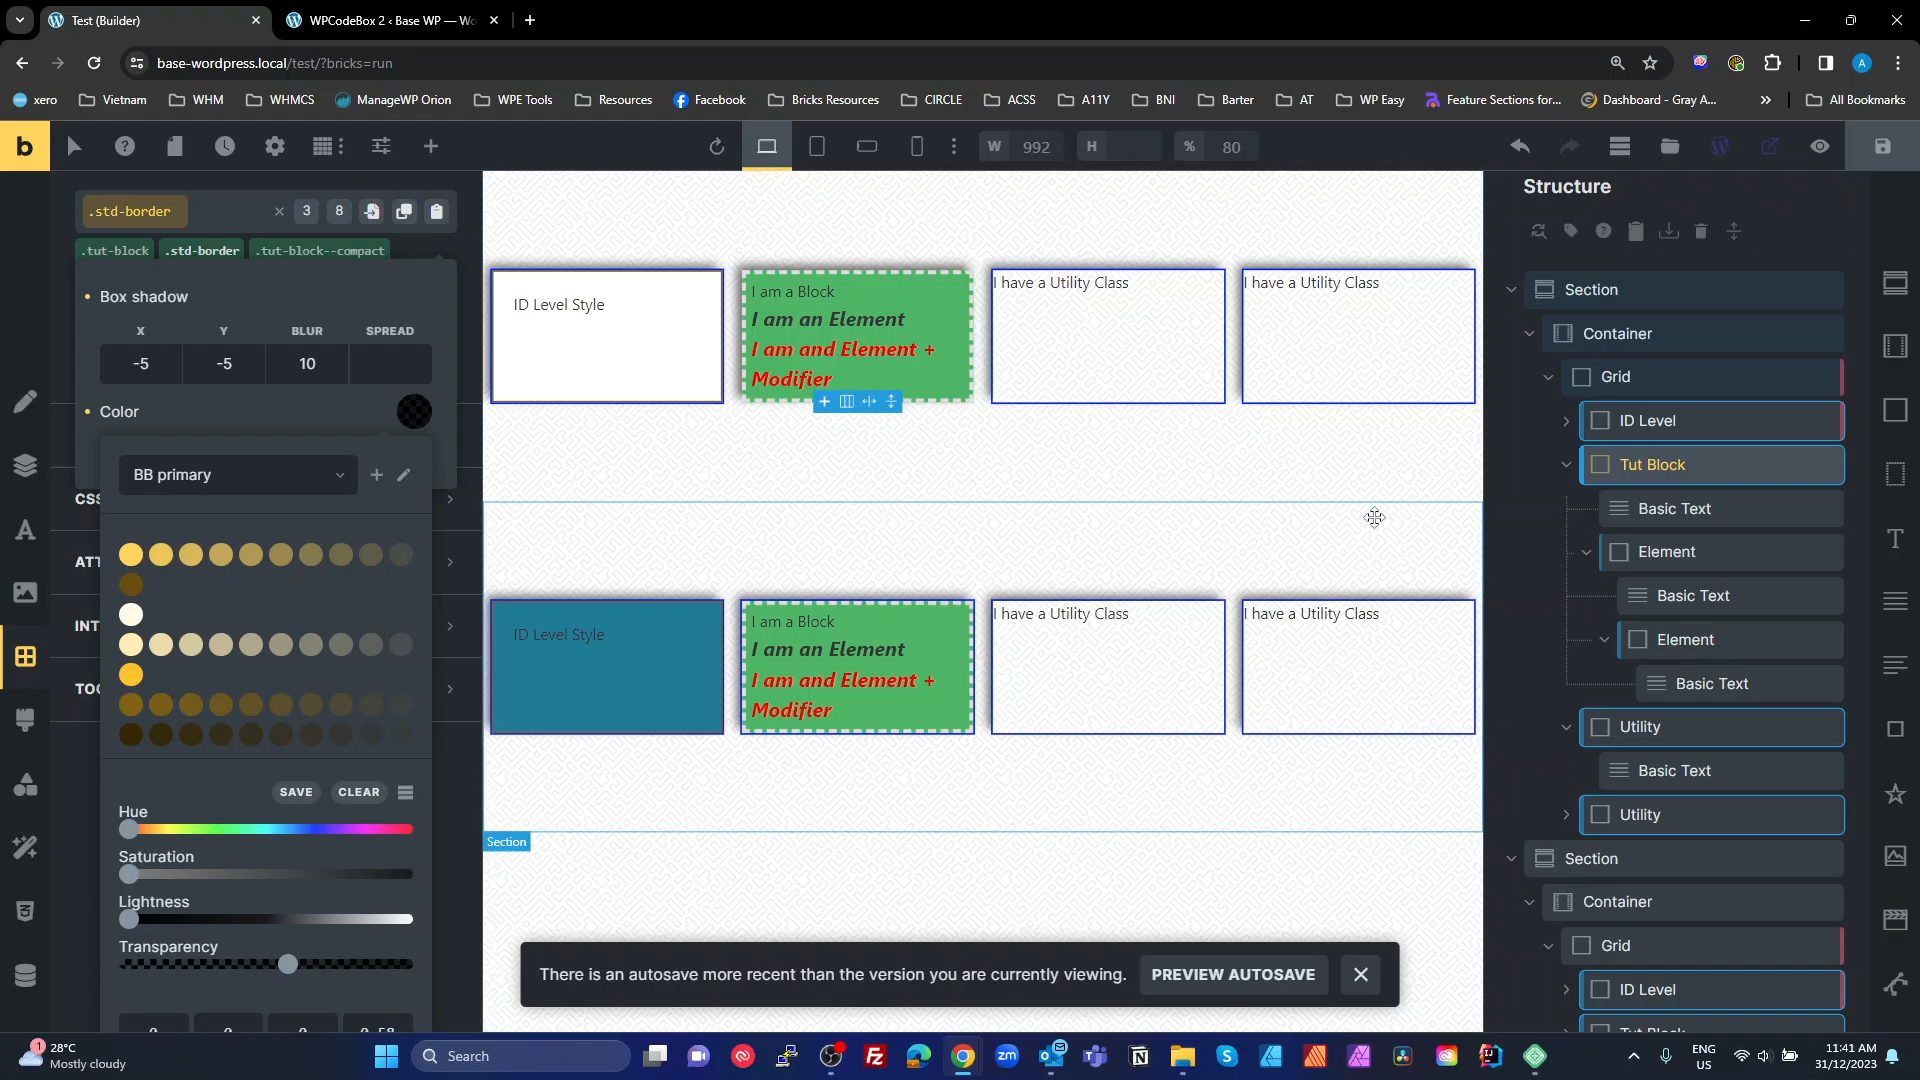 Test (Builder)
WPCodeBox 2 ‹ Base WP — Wo
base-wordpress.local/test/?bricks=run
xero
Vietnam
WHM
WHMCS
ManageWP Orion
WPE Tools
Resources
Facebook
Bricks Resources
CIRCLE
ACSS
A11Y
BNI
Barter
AT
WP Easy
Feature Sections for...
Dashboard - Gray A...
All Bookmarks
b
W 992
H
% 80
.std-border
3
8
.tut-block
.std-border
.tut-block--compact
Box shadow
X
Y
BLUR
SPREAD
-5
-5
10
Color
BB primary
CSS
ATT
INT
TOO
SAVE
CLEAR
Hue
Saturation
Lightness
Transparency
ID Level Style
I am a Block
I am an Element
I am and Element +
Modifier
I have a Utility Class
I have a Utility Class
ID Level Style
I am a Block
I am an Element
I am and Element +
Modifier
I have a Utility Class
I have a Utility Class
Section
There is an autosave more recent than the version you are currently viewing.
PREVIEW AUTOSAVE
Structure
Section
Container
Grid
ID Level
Tut Block
Basic Text
Element
Basic Text
Element
Basic Text
Utility
Basic Text
Utility
Section
Container
Grid
ID Level
28°C
Mostly cloudy
Search
ENG
US
11:41 AM
31/12/2023